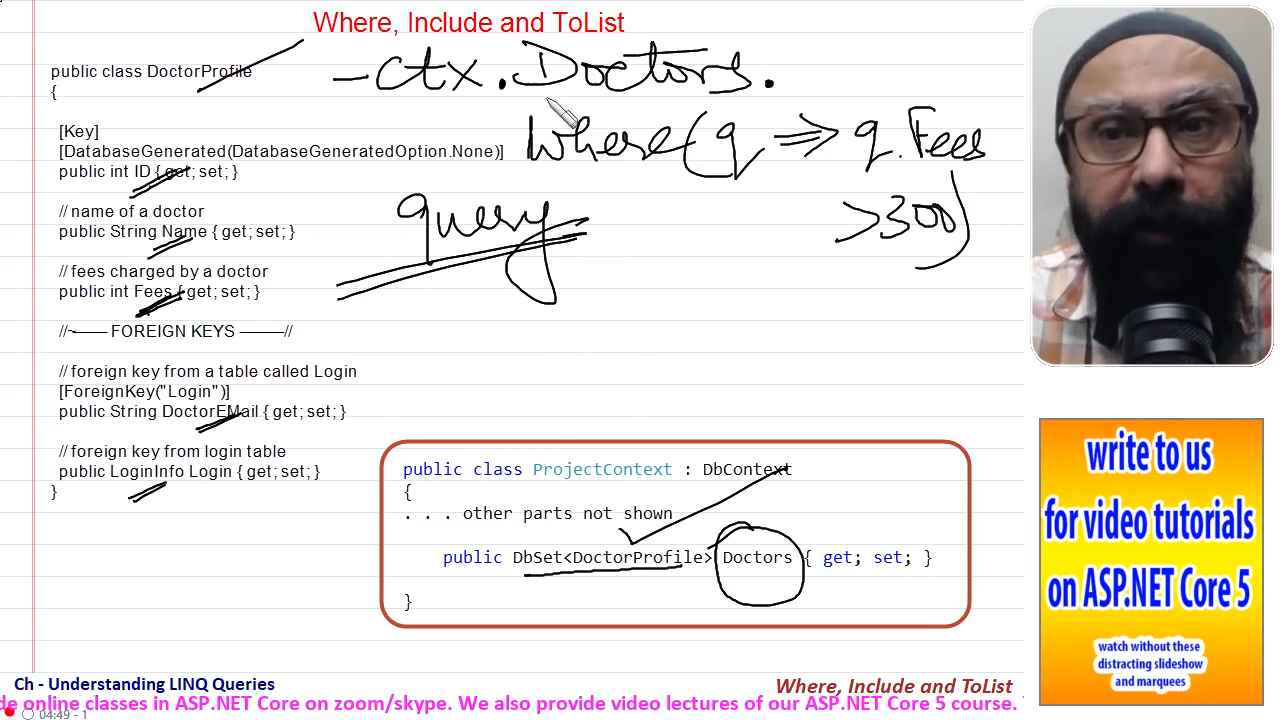 Where, Include and ToList
public class DoctorProfile
{
[Key]
[DatabaseGenerated(DatabaseGeneratedOption.None)]
public int ID { get; set; }
// name of a doctor
public String Name { get; set; }
// fees charged by a doctor
public int Fees { get; set; }
//~------ FOREIGN KEYS --------//
// foreign key from a table called Login
[ForeignKey("Login")]
public String DoctorEMail { get; set; }
// foreign key from login table
public LoginInfo Login { get; set; }
}
-ctx.Doctors.
Where(q => q.Fees
>300)
query
public class ProjectContext : DbContext
{
. . . other parts not shown
public DbSet<DoctorProfile> Doctors { get; set; }
}
write to us
for video tutorials
on ASP.NET Core 5
watch without these
distracting slideshow
and marquees
Ch - Understanding LINQ Queries
Where, Include and ToList
de online classes in ASP.NET Core on zoom/skype. We also provide video lectures of our ASP.NET Core 5 course.
04:49 - 1